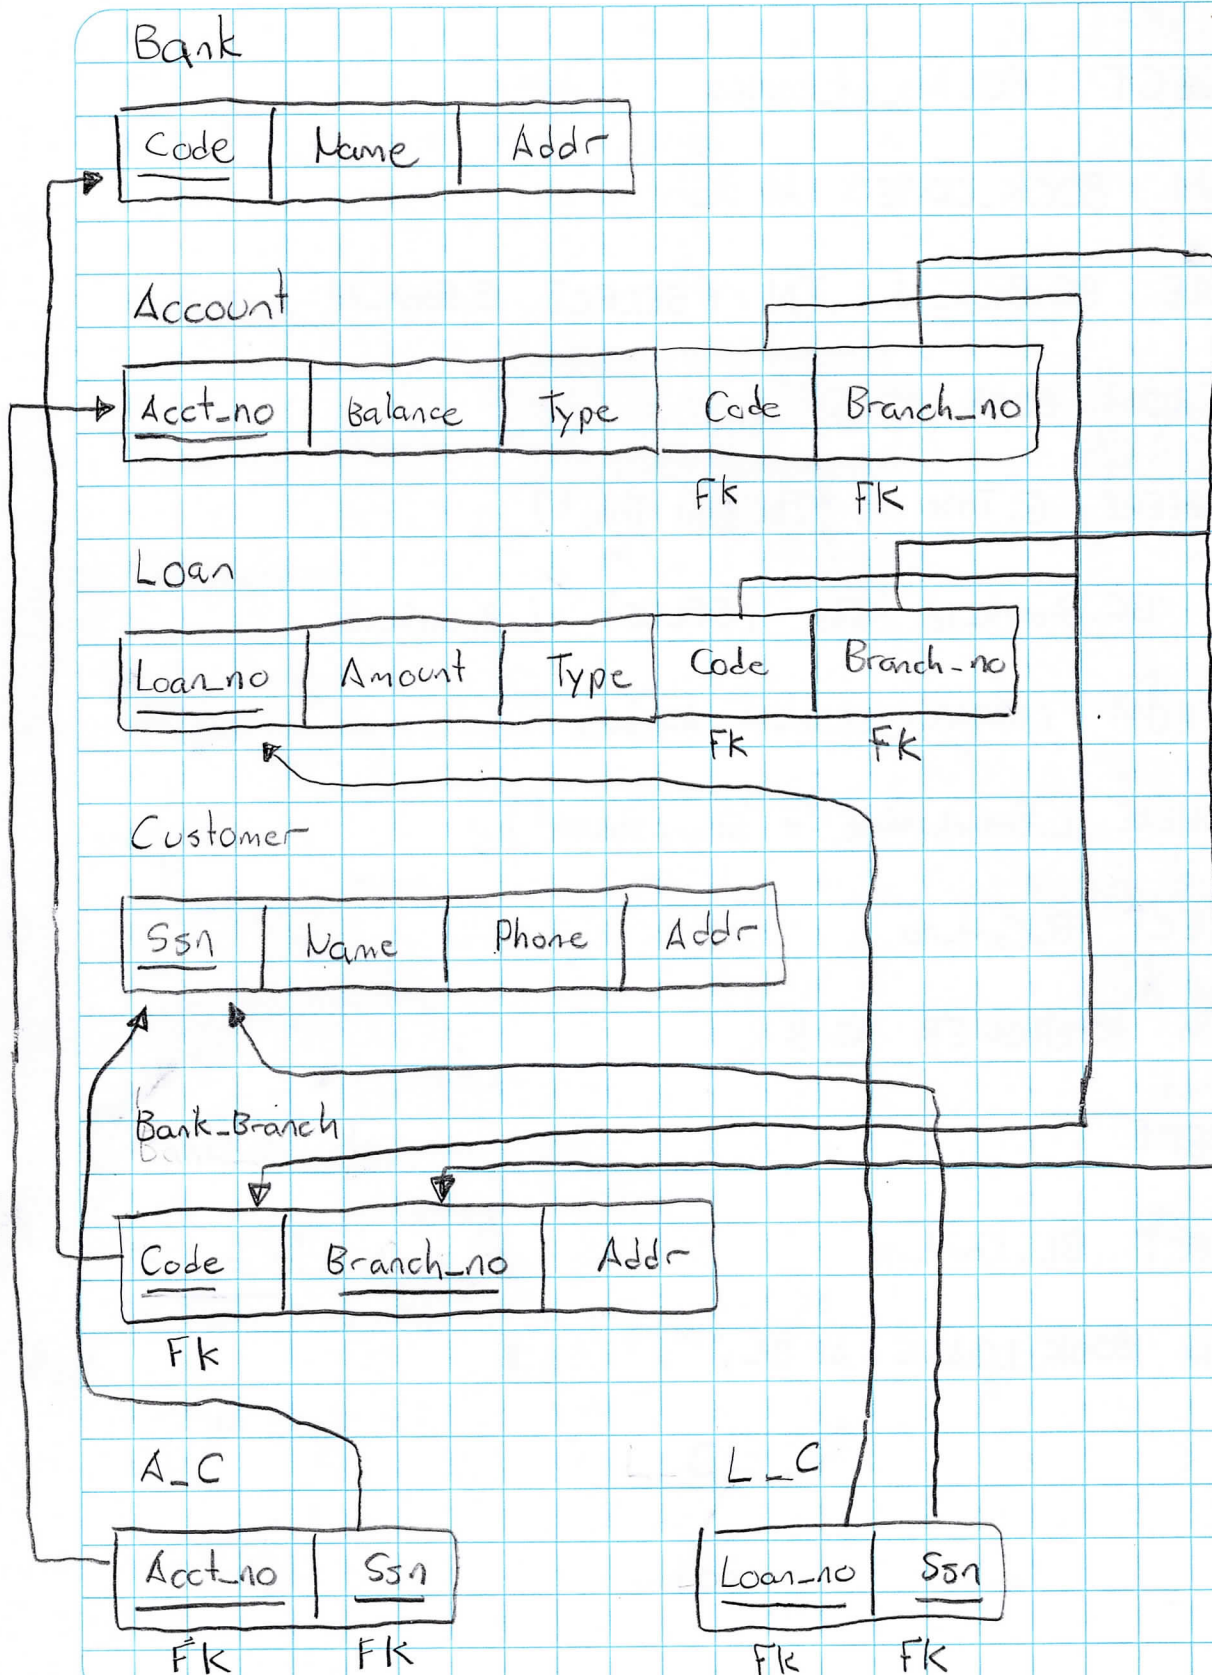 Bank
Code Name Addr
Account
Acct_no Balance Type Code Branch_no
Fk FK
Loan
Loan_no Amount Type Code Branch_no
FK FK
Customer
Ssn Name Phone Addr
Bank_Branch
Code Branch_no Addr
Fk
A_C L_C
Acct_no Ssn Loan_no Ssn
FK FK FK FK